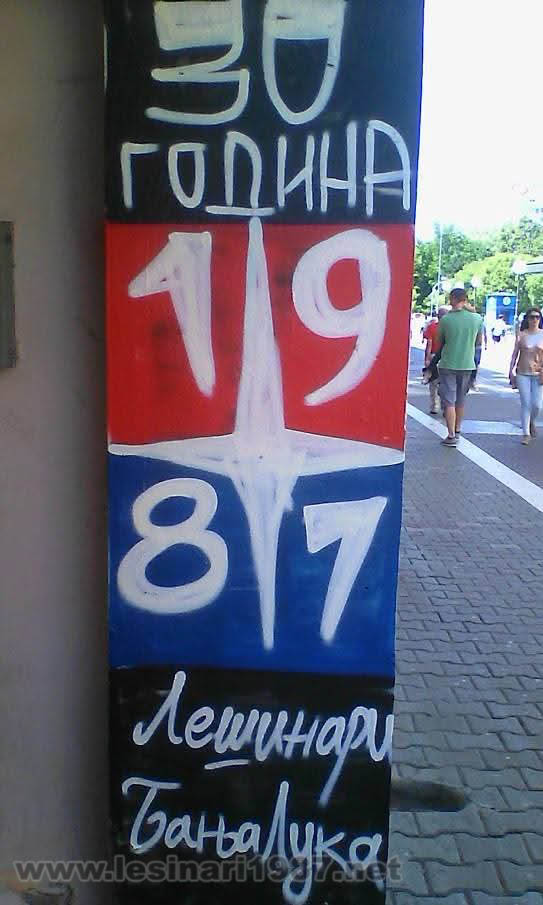 30
ГОДИНА
19
87
Лешинари
БањаЛука
www.lesinari1987.net